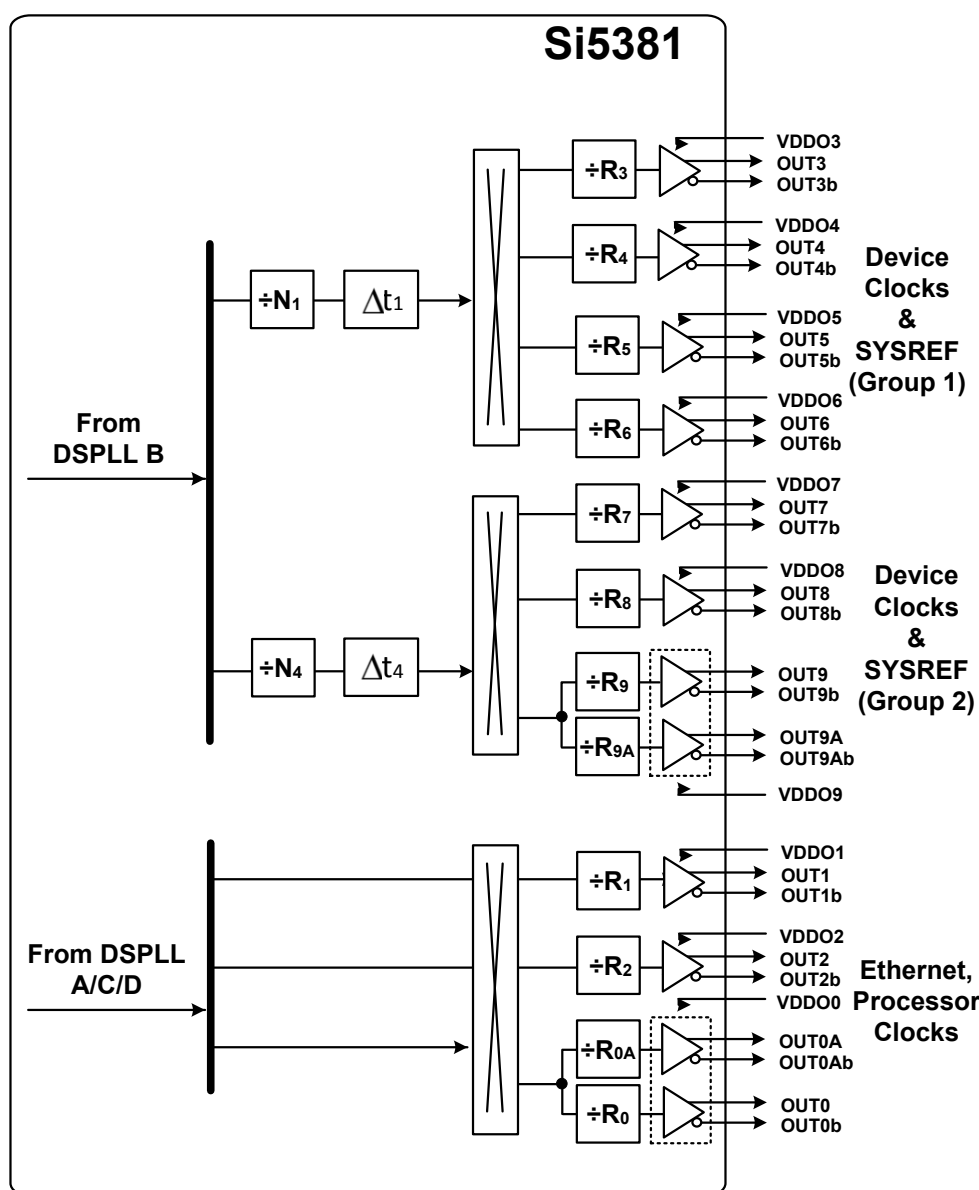 Si5381
÷R3
VDDO3
OUT3
OUT3b
÷R4
VDDO4
OUT4
OUT4b
Device
Clocks
&
SYSREF
(Group 1)
÷N1
Δt1
÷R5
VDDO5
OUT5
OUT5b
÷R6
VDDO6
OUT6
OUT6b
From
DSPLL B
÷R7
VDDO7
OUT7
OUT7b
÷R8
VDDO8
OUT8
OUT8b
Device
Clocks
&
SYSREF
(Group 2)
÷N4
Δt4
÷R9
OUT9
OUT9b
÷R9A
OUT9A
OUT9Ab
VDDO9
÷R1
VDDO1
OUT1
OUT1b
From DSPLL
A/C/D
÷R2
VDDO2
OUT2
OUT2b
VDDO0
Ethernet,
Processor
Clocks
÷R0A
OUT0A
OUT0Ab
÷R0
OUT0
OUT0b